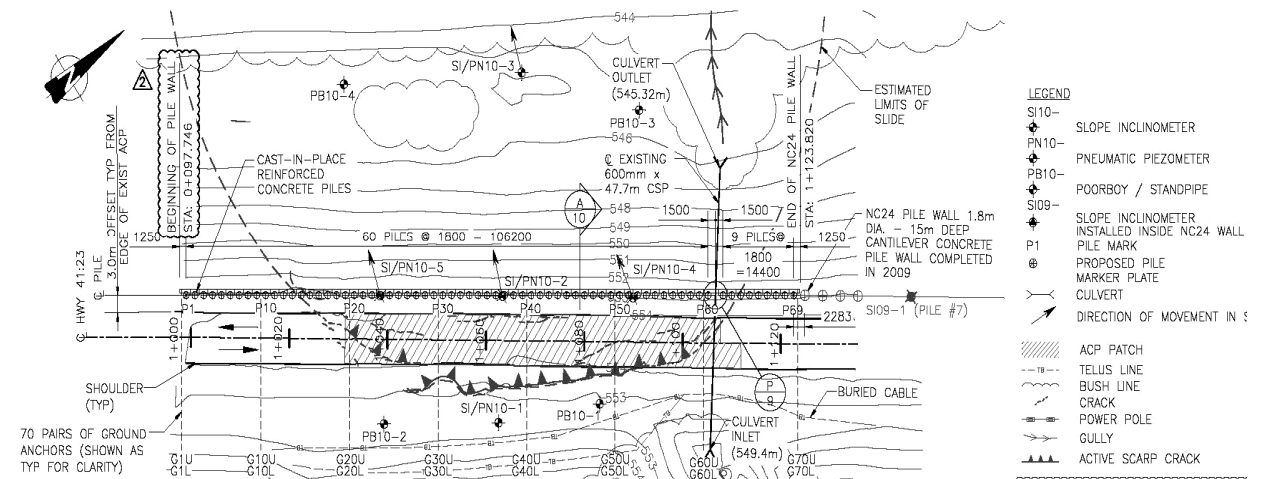 544
2
SI/PN10-3
PB10-4
CULVERT
OUTLET
(545.32m)
PB10-3
546
ESTIMATED
LIMITS OF
SLIDE
BEGINNING OF PILE WALL
STA: 0+097.746
3.0m OFFSET TYP FROM
EDGE OF EXIST ACP
CAST-IN-PLACE
REINFORCED
CONCRETE PILES
℄ EXISTING
600mm x
47.7m CSP
END OF NC24 PILE WALL
STA: 1+123.820
A
10
548
549
550
551
552
1500
1500
1250
60 PILES @ 1800 - 106200
9 PILES@
1800
=14400
1250
NC24 PILE WALL 1.8m
DIA. - 15m DEEP
CANTILEVER CONCRETE
PILE WALL COMPLETED
IN 2009
SI/PN10-5
SI/PN10-2
SI/PN10-4
℄ PILE
℄ HWY 41:23
P1
P10
P20
P30
P40
P50
554
P60
P69
SI09-1 (PILE #7)
2283
1+000
1+020
1+040
1+060
1+080
1+120
SHOULDER
(TYP)
P
9
BURIED CABLE
SI/PN10-1
PB10-1
553
PB10-2
CULVERT
INLET
(549.4m)
553
70 PAIRS OF GROUND
ANCHORS (SHOWN AS
TYP FOR CLARITY)
G1U
G10U
G20U
G30U
G40U
G50U
G60U
G70U
G1L
G10L
G20L
G30L
G40L
G50L
G60L
G70L
LEGEND
SI10-
SLOPE INCLINOMETER
PN10-
PNEUMATIC PIEZOMETER
PB10-
POORBOY / STANDPIPE
SI09-
SLOPE INCLINOMETER
INSTALLED INSIDE NC24 WALL
P1
PILE MARK
PROPOSED PILE
MARKER PLATE
CULVERT
DIRECTION OF MOVEMENT IN
ACP PATCH
TB
TELUS LINE
BUSH LINE
CRACK
POWER POLE
GULLY
ACTIVE SCARP CRACK